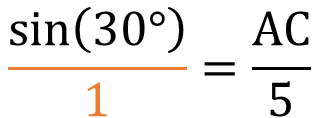 sin(30°)/1 = AC/5